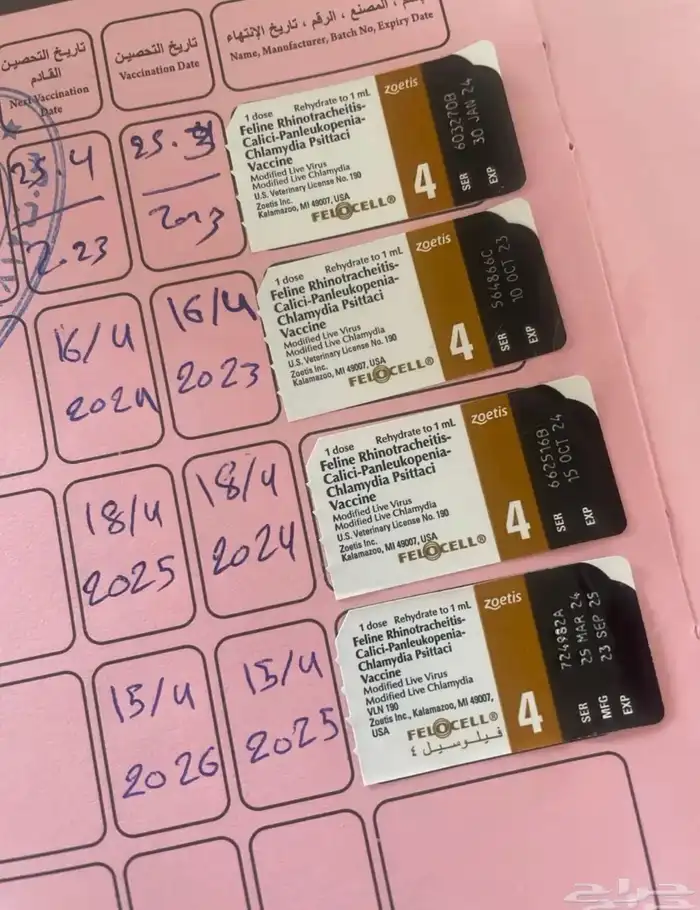 المصنع ، الرقم ، تاريخ الإنتهاء
Name, Manufacturer, Batch No, Expiry Date
تاريخ التحصين
Vaccination Date
تاريخ التحصين
القادم
Next Vaccination
Date
1 dose Rehydrate to 1 mL
Feline Rhinotracheitis-
Calici-Panleukopenia-
Chlamydia Psittaci
Vaccine
Modified Live Virus
Modified Live Chlamydia
U.S. Veterinary License No. 190
Zoetis Inc.
Kalamazoo, MI 49007, USA
FELOCELL®
zoetis
4
SER 603270B
EXP 30 JAN 24
2023
25.4
1 dose Rehydrate to 1 mL
Feline Rhinotracheitis-
Calici-Panleukopenia-
Chlamydia Psittaci
Vaccine
Modified Live Virus
Modified Live Chlamydia
U.S. Veterinary License No. 190
Zoetis Inc.
Kalamazoo, MI 49007, USA
FELOCELL®
zoetis
4
SER 564866C
EXP 10 OCT 23
16/4
2023
16/4
2024
1 dose Rehydrate to 1 mL
Feline Rhinotracheitis-
Calici-Panleukopenia-
Chlamydia Psittaci
Vaccine
Modified Live Virus
Modified Live Chlamydia
U.S. Veterinary License No. 190
Zoetis Inc.
Kalamazoo, MI 49007, USA
FELOCELL®
zoetis
4
SER 662516B
EXP 15 OCT 24
18/4
2024
18/4
2025
1 dose Rehydrate to 1 mL
Feline Rhinotracheitis-
Calici-Panleukopenia-
Chlamydia Psittaci
Vaccine
Modified Live Virus
Modified Live Chlamydia
VLN 190
Zoetis Inc., Kalamazoo, MI 49007,
USA
FELOCELL®
فيلوسيل ٤
zoetis
4
SER 724982A
MFG 25 MAR 24
EXP 23 SEP 25
15/4
2025
15/4
2026
حراج